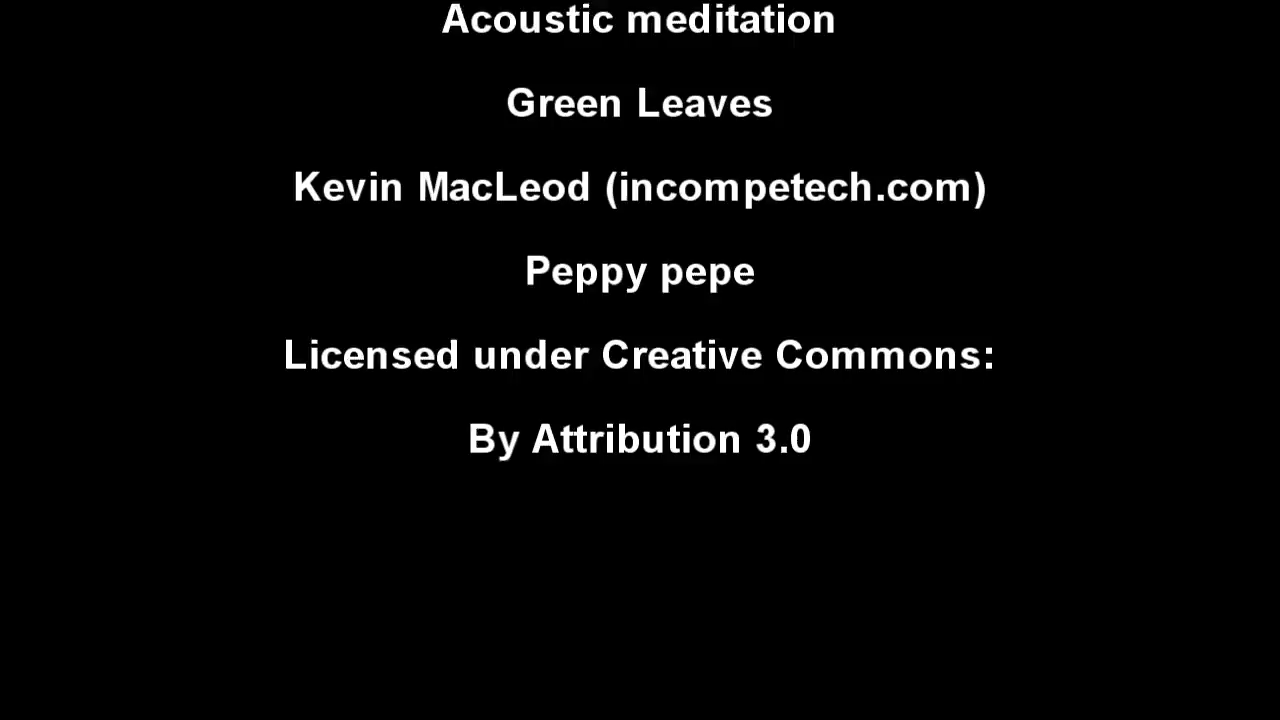 Acoustic meditation
Green Leaves
Kevin MacLeod (incompetech.com)
Peppy pepe
Licensed under Creative Commons:
By Attribution 3.0